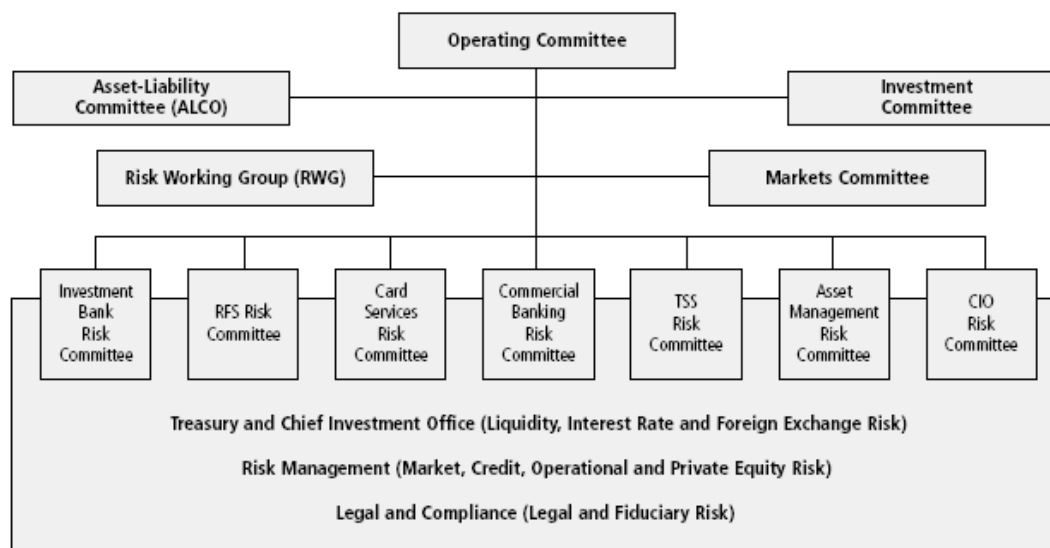 Operating Committee
Asset-Liability
Committee (ALCO)
Investment
Committee
Risk Working Group (RWG)
Markets Committee
Investment
Bank
Risk
Committee
RFS Risk
Committee
Card
Services
Risk
Committee
Commercial
Banking
Risk
Committee
TSS
Risk
Committee
Asset
Management
Risk
Committee
CIO
Risk
Committee
Treasury and Chief Investment Office (Liquidity, Interest Rate and Foreign Exchange Risk)
Risk Management (Market, Credit, Operational and Private Equity Risk)
Legal and Compliance (Legal and Fiduciary Risk)